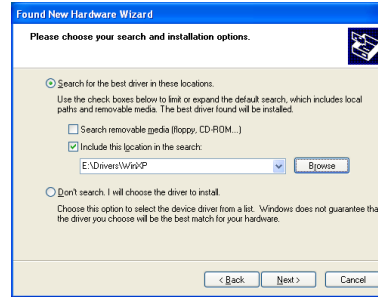 Found New Hardware Wizard
Please choose your search and installation options.
Search for the best driver in these locations.
Use the check boxes below to limit or expand the default search, which includes local
paths and removable media. The best driver found will be installed.
Search removable media (floppy, CD-ROM...)
Include this location in the search:
E:\Drivers\WinXP
Browse
Don't search. I will choose the driver to install.
Choose this option to select the device driver from a list. Windows does not guarantee tha
the driver you choose will be the best match for your hardware.
< Back
Next >
Cancel